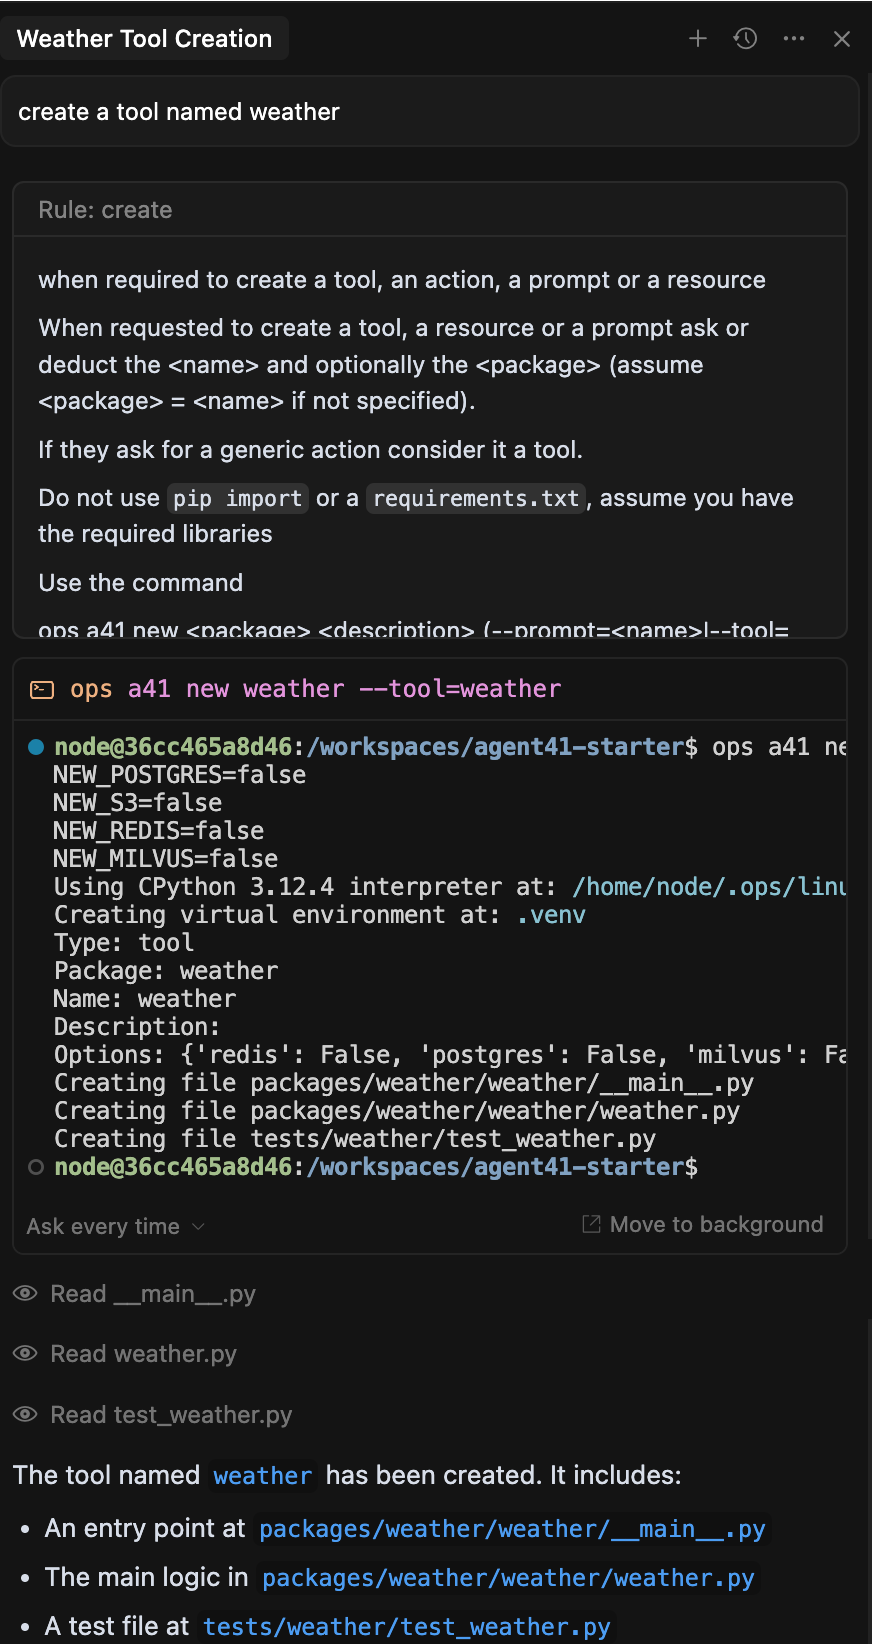 Weather Tool Creation
create a tool named weather
Rule: create
when required to create a tool, an action, a prompt or a resource
When requested to create a tool, a resource or a prompt ask or
deduct the <name> and optionally the <package> (assume
<package> = <name> if not specified).
If they ask for a generic action consider it a tool.
Do not use pip import or a requirements.txt, assume you have
the required libraries
Use the command
ops a41 new <package> <description> (--prompt=<name>|--tool=
ops a41 new weather --tool=weather
node@36cc465a8d46:/workspaces/agent41-starter$ ops a41 ne
NEW_POSTGRES=false
NEW_S3=false
NEW_REDIS=false
NEW_MILVUS=false
Using CPython 3.12.4 interpreter at: /home/node/.ops/linu
Creating virtual environment at: .venv
Type: tool
Package: weather
Name: weather
Description:
Options: {'redis': False, 'postgres': False, 'milvus': Fa
Creating file packages/weather/weather/__main__.py
Creating file packages/weather/weather/weather.py
Creating file tests/weather/test_weather.py
node@36cc465a8d46:/workspaces/agent41-starter$
Ask every time
Move to background
Read __main__.py
Read weather.py
Read test_weather.py
The tool named weather has been created. It includes:
• An entry point at packages/weather/weather/__main__.py
• The main logic in packages/weather/weather/weather.py
• A test file at tests/weather/test_weather.py